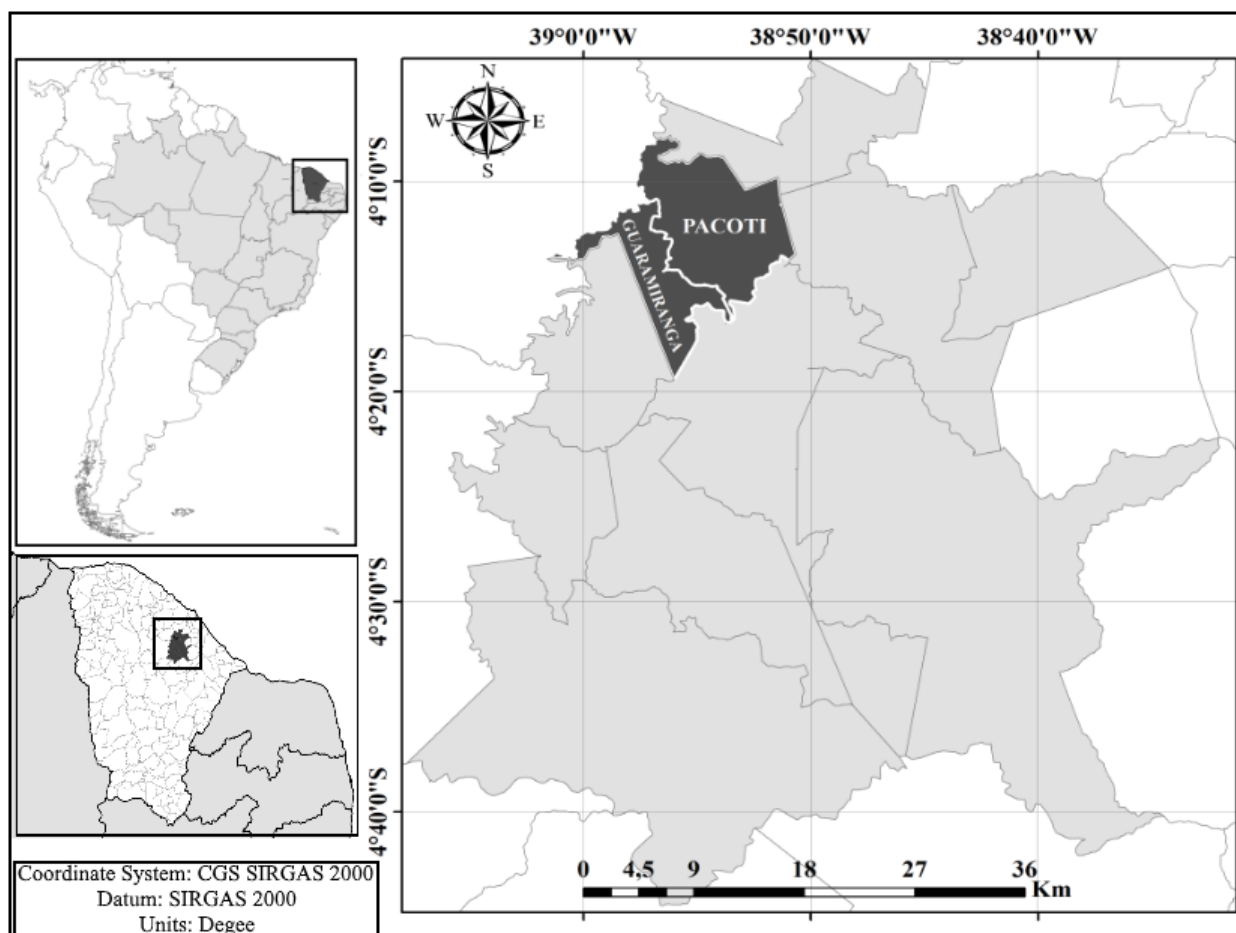 39°0'0"W 38°50'0"W 38°40'0"W
N
W E
S
4°10'0"S
4°20'0"S
4°30'0"S
4°40'0"S
PACOTI
GUARAMIRANGA
0 4,5 9 18 27 36
Km
Coordinate System: CGS SIRGAS 2000
Datum: SIRGAS 2000
Units: Degee